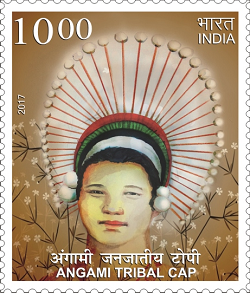 10.00
भारत
INDIA
2017
अंगामी जनजातीय टोपी
ANGAMI TRIBAL CAP